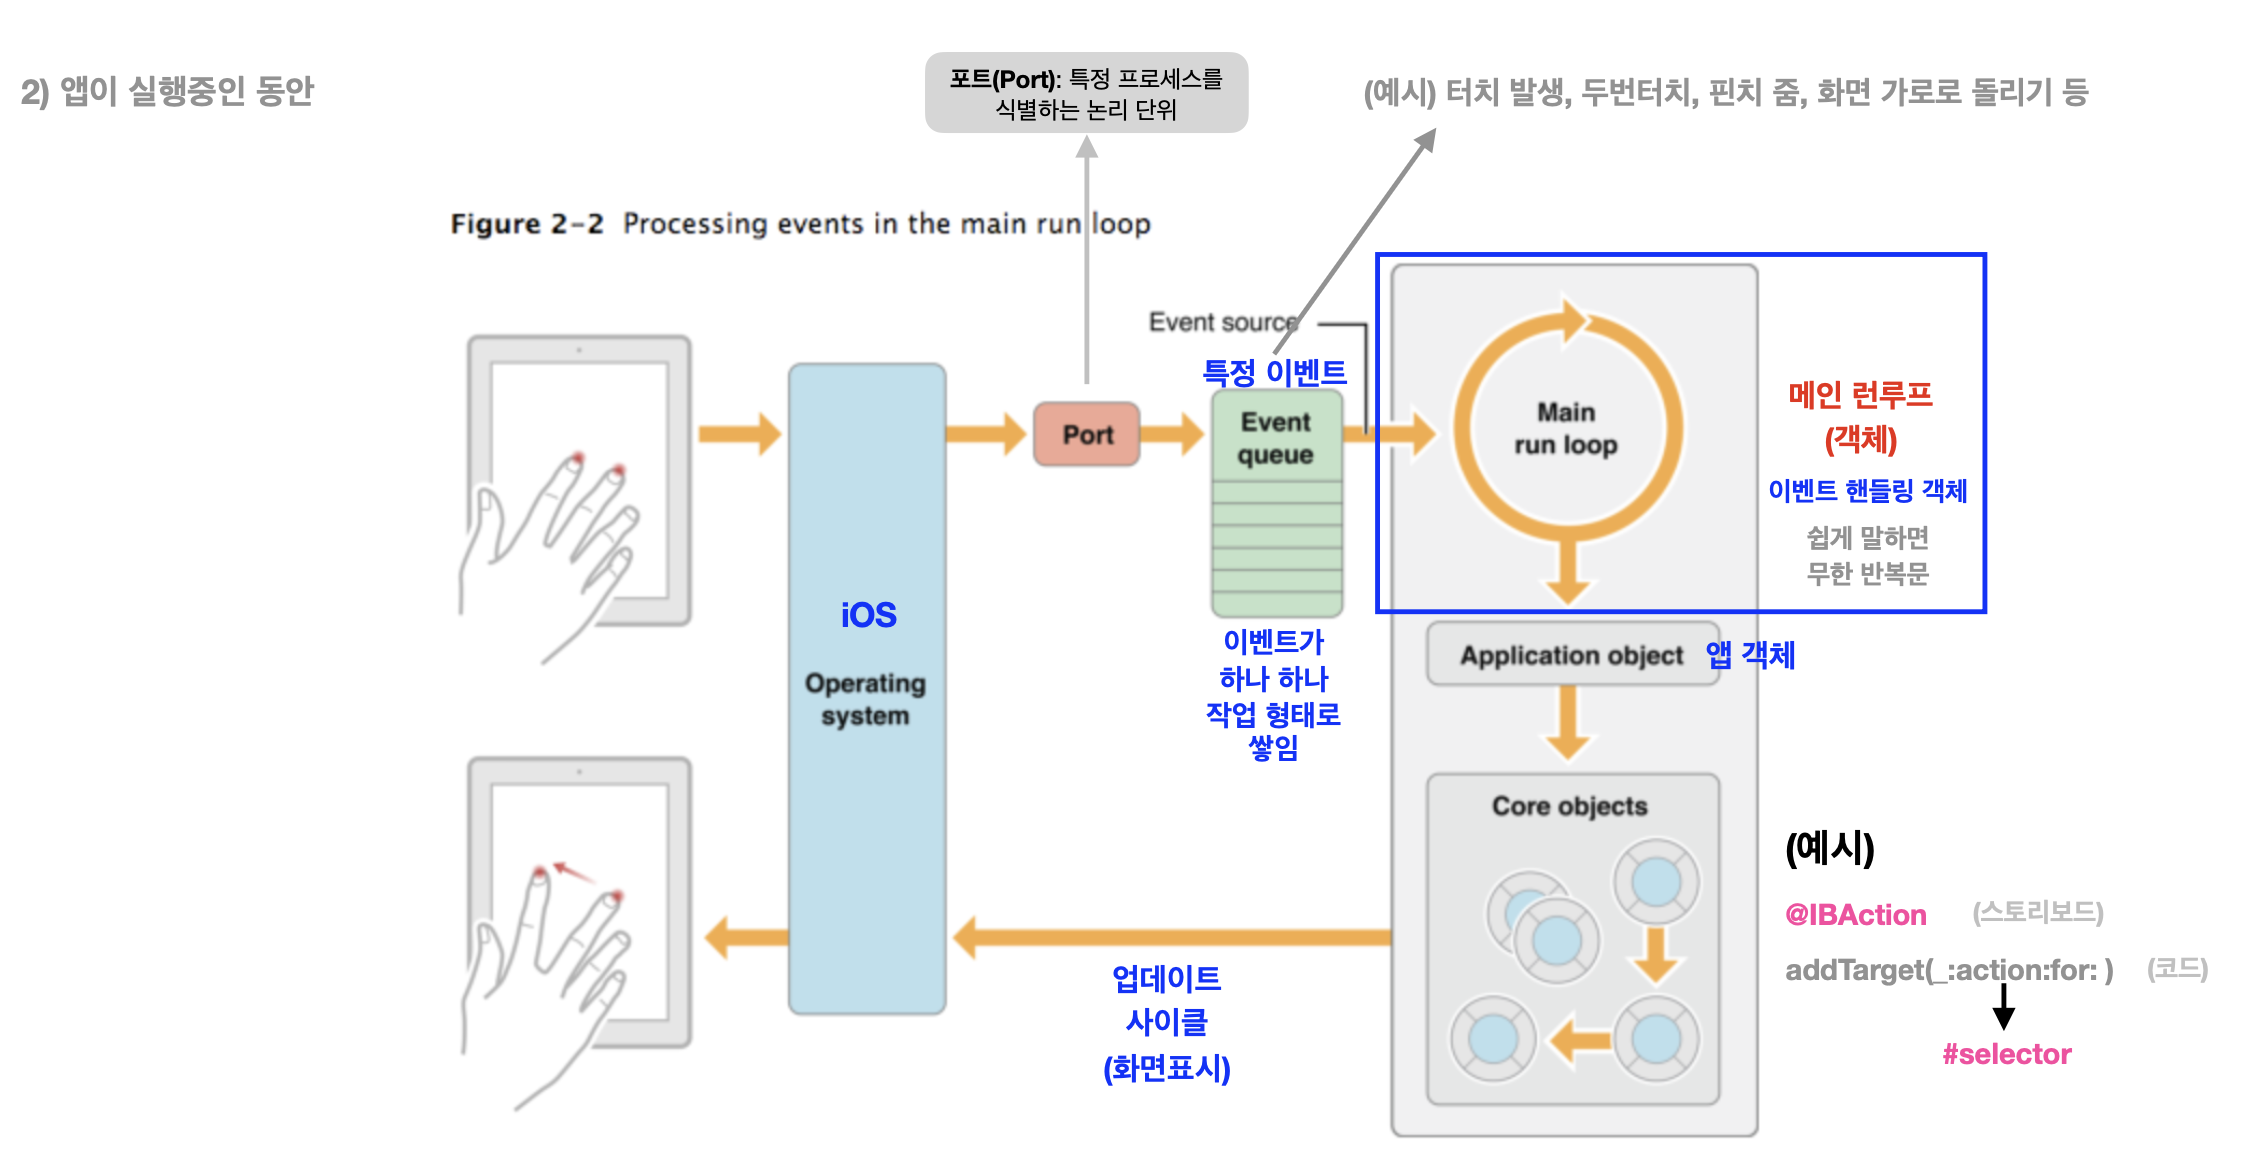 2) 앱이 실행중인 동안
포트(Port): 특정 프로세스를
식별하는 논리 단위
(예시) 터치 발생, 두번터치, 핀치 줌, 화면 가로로 돌리기 등
Figure 2-2 Processing events in the main run loop
Event source
특정 이벤트
Port
Event
queue
이벤트가
하나 하나
작업 형태로
쌓임
Main
run loop
메인 런루프
(객체)
이벤트 핸들링 객체
쉽게 말하면
무한 반복문
iOS
Operating
system
Application object
앱 객체
Core objects
(예시)
@IBAction (스토리보드)
addTarget(_:action:for: ) (코드)
#selector
업데이트
사이클
(화면표시)